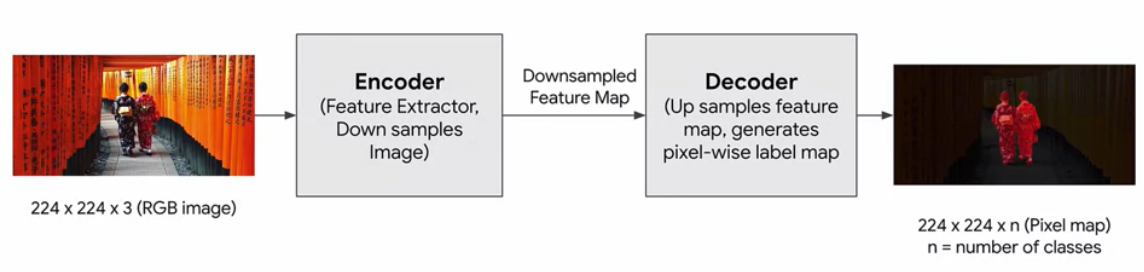 Encoder
(Feature Extractor,
Down samples
Image)
Downsampled
Feature Map
Decoder
(Up samples feature
map, generates
pixel-wise label map
224 x 224 x 3 (RGB image)
224 x 224 x n (Pixel map)
n = number of classes